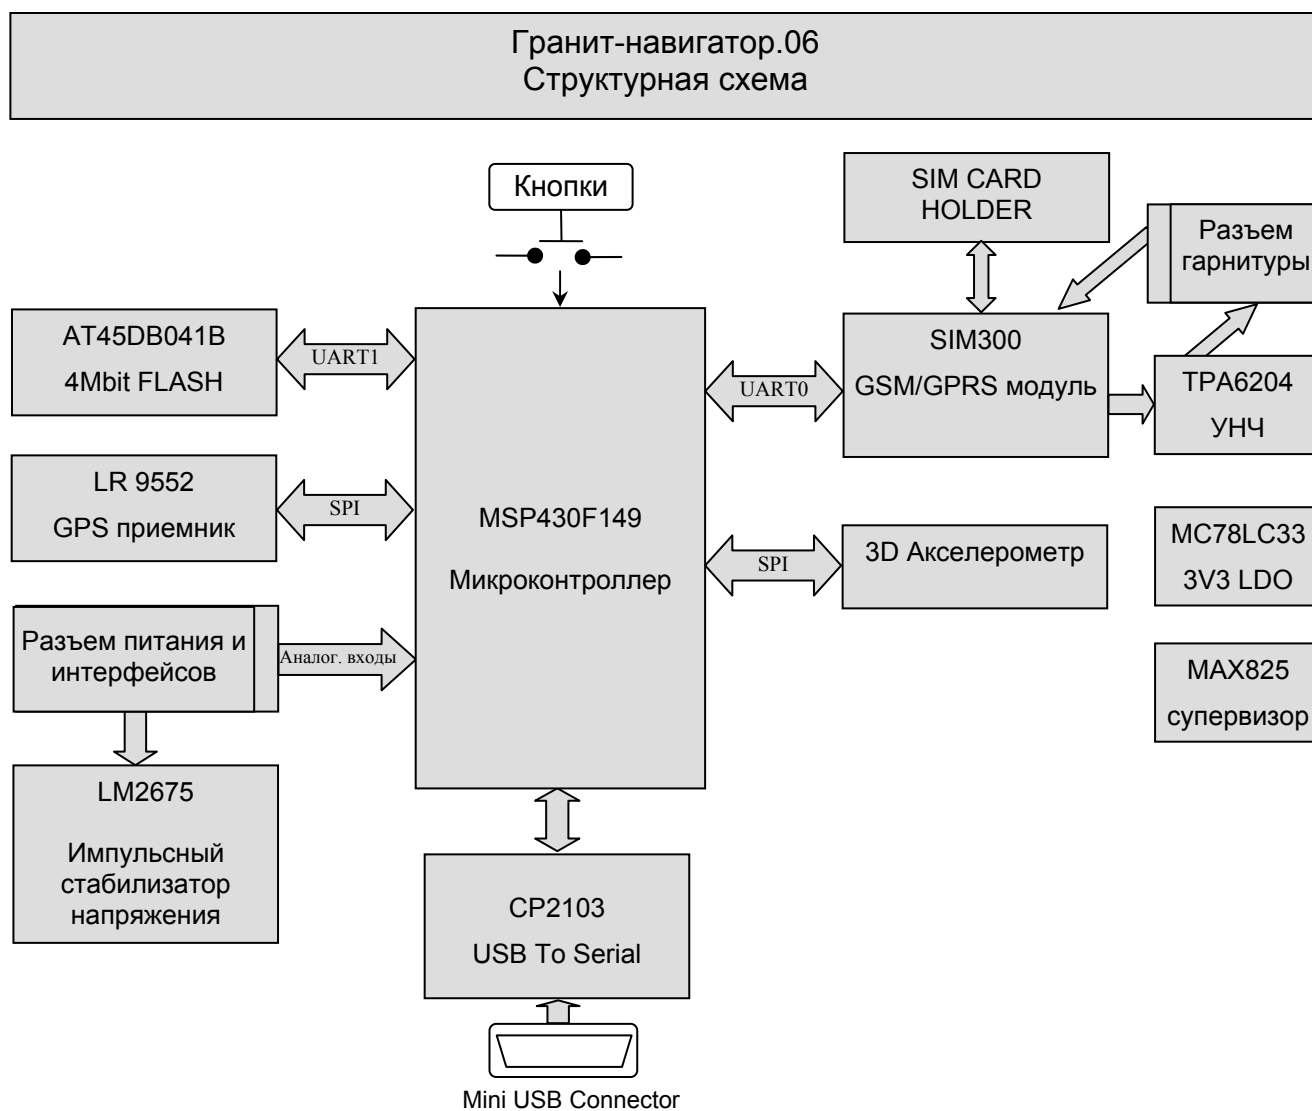 Гранит-навигатор.06
Структурная схема
Кнопки
SIM CARD
HOLDER
Разъем
гарнитуры
AT45DB041B
4Mbit FLASH
UART1
UART0
SIM300
GSM/GPRS модуль
TPA6204
УНЧ
LR 9552
GPS приемник
SPI
MSP430F149
Микроконтроллер
SPI
3D Акселерометр
MC78LC33
3V3 LDO
Разъем питания и
интерфейсов
Аналог. входы
MAX825
супервизор
LM2675
Импульсный
стабилизатор
напряжения
CP2103
USB To Serial
Mini USB Connector